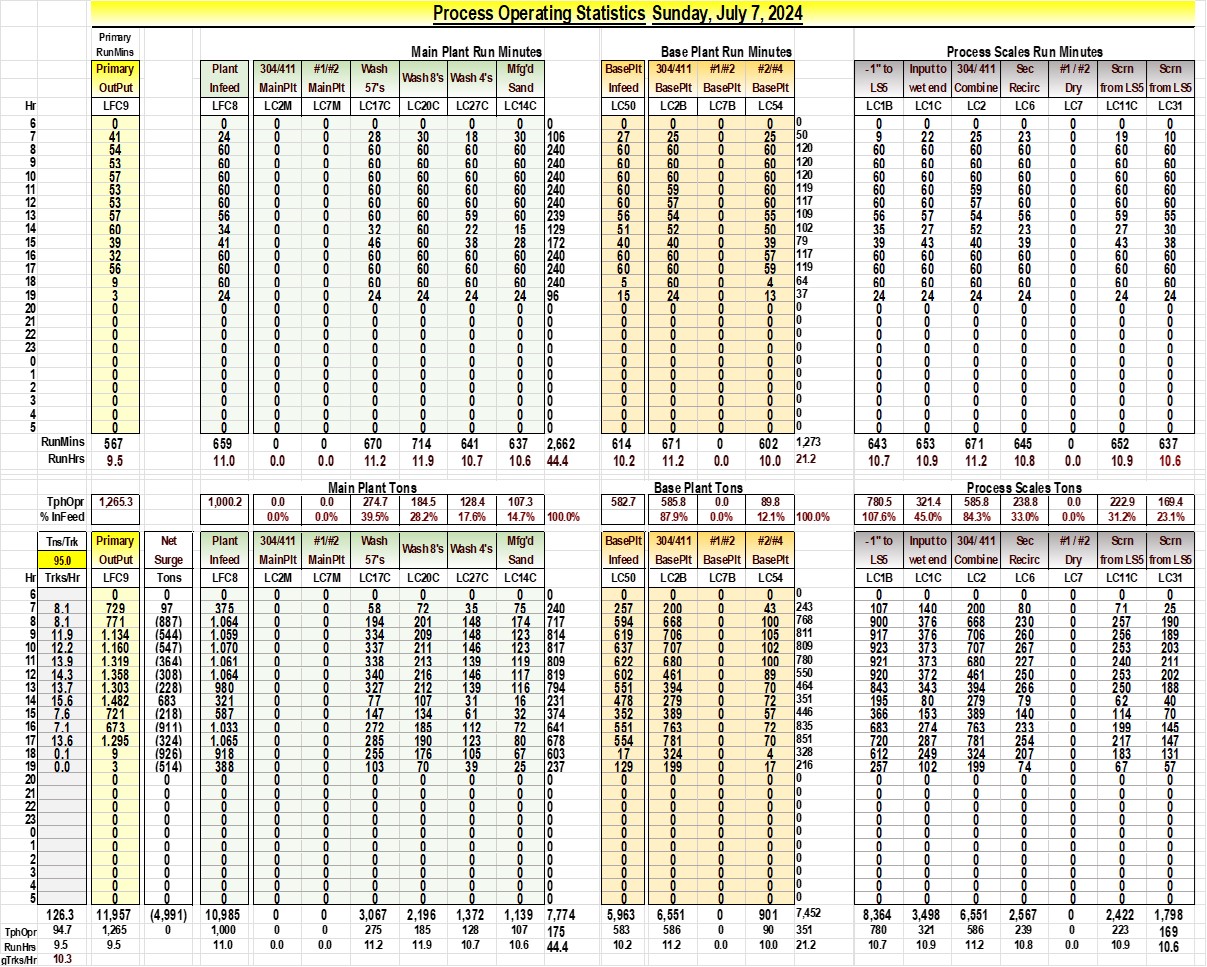 Process Operating Statistics Sunday, July 7, 2024
Primary
RunMins Main Plant Run Minutes Base Plant Run Minutes Process Scales Run Minutes
Primary Plant 304/411 #1/#2 Wash Wash 8's Wash 4's Mfg'd BasePlt 304/411 #1/#2 #2/#4 -1" to Input to 304/ 411 Sec #1 / #2 Scrn Scrn
OutPut Infeed MainPlt MainPlt 57's Sand Infeed BasePlt BasePlt BasePlt LS5 wet end Combine Recirc Dry from LS5 from LS5
Hr LFC9 LFC8 LC2M LC7M LC17C LC20C LC27C LC14C LC50 LC2B LC7B LC54 LC1B LC1C LC2 LC6 LC7 LC11C LC31
6 0 0 0 0 0 0 0 0 0 0 0 0 0 0 0 0 0 0 0 0 0
7 41 24 0 0 28 30 18 30 106 27 25 0 25 50 9 22 25 23 0 19 10
8 54 60 0 0 60 60 60 60 240 60 60 0 60 120 60 60 60 60 0 60 60
9 53 60 0 0 60 60 60 60 240 60 60 0 60 120 60 60 60 60 0 60 60
10 57 60 0 0 60 60 60 60 240 60 60 0 60 120 60 60 60 60 0 60 60
11 53 60 0 0 60 60 60 60 240 60 59 0 60 119 60 60 59 60 0 60 60
12 53 60 0 0 60 60 60 60 240 60 57 0 60 117 60 60 57 60 0 60 60
13 57 56 0 0 60 60 59 60 239 56 54 0 55 109 56 57 54 56 0 59 55
14 60 34 0 0 32 60 22 15 129 51 52 0 50 102 35 27 52 23 0 27 30
15 39 41 0 0 46 60 38 28 172 40 40 0 39 79 39 43 40 39 0 43 38
16 32 60 0 0 60 60 60 60 240 60 60 0 57 117 60 60 60 60 0 60 60
17 56 60 0 0 60 60 60 60 240 60 60 0 59 119 60 60 60 60 0 60 60
18 9 60 0 0 60 60 60 60 240 5 60 0 4 64 60 60 60 60 0 60 60
19 3 24 0 0 24 24 24 24 96 15 24 0 13 37 24 24 24 24 0 24 24
20 0 0 0 0 0 0 0 0 0 0 0 0 0 0 0 0 0 0 0 0 0
21 0 0 0 0 0 0 0 0 0 0 0 0 0 0 0 0 0 0 0 0 0
22 0 0 0 0 0 0 0 0 0 0 0 0 0 0 0 0 0 0 0 0 0
23 0 0 0 0 0 0 0 0 0 0 0 0 0 0 0 0 0 0 0 0 0
0 0 0 0 0 0 0 0 0 0 0 0 0 0 0 0 0 0 0 0 0 0
1 0 0 0 0 0 0 0 0 0 0 0 0 0 0 0 0 0 0 0 0 0
2 0 0 0 0 0 0 0 0 0 0 0 0 0 0 0 0 0 0 0 0 0
3 0 0 0 0 0 0 0 0 0 0 0 0 0 0 0 0 0 0 0 0 0
4 0 0 0 0 0 0 0 0 0 0 0 0 0 0 0 0 0 0 0 0 0
5 0 0 0 0 0 0 0 0 0 0 0 0 0 0 0 0 0 0 0 0 0
RunMins 567 659 0 0 670 714 641 637 2,662 614 671 0 602 1,273 643 653 671 645 0 652 637
RunHrs 9.5 11.0 0.0 0.0 11.2 11.9 10.7 10.6 44.4 10.2 11.2 0.0 10.0 21.2 10.7 10.9 11.2 10.8 0.0 10.9 10.6
Main Plant Tons Base Plant Tons Process Scales Tons
TphOpr 1,265.3 1,000.2 0.0 0.0 274.7 184.5 128.4 107.3 582.7 585.8 0.0 89.8 780.5 321.4 585.8 238.8 0.0 222.9 169.4
% InFeed 0.0% 0.0% 39.5% 28.2% 17.6% 14.7% 100.0% 87.9% 0.0% 12.1% 100.0% 107.6% 45.0% 84.3% 33.0% 0.0% 31.2% 23.1%
Tns/Trk Primary Net Plant 304/411 #1/#2 Wash Wash 8's Wash 4's Mfg'd BasePlt 304/411 #1/#2 #2/#4 -1" to Input to 304/ 411 Sec #1 / #2 Scrn Scrn
95.0 OutPut Surge Infeed MainPlt MainPlt 57's Sand Infeed BasePlt BasePlt BasePlt LS5 wet end Combine Recirc Dry from LS5 from LS5
Hr Trks/Hr LFC9 Tons LFC8 LC2M LC7M LC17C LC20C LC27C LC14C LC50 LC2B LC7B LC54 LC1B LC1C LC2 LC6 LC7 LC11C LC31
6 0 0 0 0 0 0 0 0 0 0 0 0 0 0 0 0 0 0 0 0 0 0
7 8.1 729 97 375 0 0 58 72 35 75 240 257 200 0 43 243 107 140 200 80 0 71 25
8 8.1 771 (887) 1,064 0 0 194 201 148 174 717 594 668 0 100 768 900 376 668 230 0 257 190
9 11.9 1,134 (544) 1,059 0 0 334 209 148 123 814 619 706 0 105 811 917 376 706 260 0 256 189
10 12.2 1,160 (547) 1,070 0 0 337 211 146 123 817 637 707 0 102 809 923 373 707 267 0 253 203
11 13.9 1,319 (364) 1,061 0 0 338 213 139 119 809 622 680 0 100 780 921 373 680 227 0 240 211
12 14.3 1,358 (308) 1,064 0 0 340 216 146 117 819 602 461 0 89 550 920 372 461 250 0 253 202
13 13.7 1,303 (228) 980 0 0 327 212 139 116 794 551 394 0 70 464 843 343 394 266 0 250 188
14 15.6 1,482 683 321 0 0 77 107 31 16 231 478 279 0 72 351 195 80 279 79 0 62 40
15 7.6 721 (218) 587 0 0 147 134 61 32 374 352 389 0 57 446 366 153 389 140 0 114 70
16 7.1 673 (911) 1,033 0 0 272 185 112 72 641 551 763 0 72 835 683 274 763 233 0 199 145
17 13.6 1,295 (324) 1,065 0 0 285 190 123 80 678 554 781 0 70 851 720 287 781 254 0 217 147
18 0.1 9 (926) 918 0 0 255 176 105 67 603 17 324 0 4 328 612 249 324 207 0 183 131
19 0.0 3 (514) 388 0 0 103 70 39 25 237 129 199 0 17 216 257 102 199 74 0 67 57
20 0 0 0 0 0 0 0 0 0 0 0 0 0 0 0 0 0 0 0 0 0 0
21 0 0 0 0 0 0 0 0 0 0 0 0 0 0 0 0 0 0 0 0 0 0
22 0 0 0 0 0 0 0 0 0 0 0 0 0 0 0 0 0 0 0 0 0 0
23 0 0 0 0 0 0 0 0 0 0 0 0 0 0 0 0 0 0 0 0 0 0
0 0 0 0 0 0 0 0 0 0 0 0 0 0 0 0 0 0 0 0 0 0 0
1 0 0 0 0 0 0 0 0 0 0 0 0 0 0 0 0 0 0 0 0 0 0
2 0 0 0 0 0 0 0 0 0 0 0 0 0 0 0 0 0 0 0 0 0 0
3 0 0 0 0 0 0 0 0 0 0 0 0 0 0 0 0 0 0 0 0 0 0
4 0 0 0 0 0 0 0 0 0 0 0 0 0 0 0 0 0 0 0 0 0 0
5 0 0 0 0 0 0 0 0 0 0 0 0 0 0 0 0 0 0 0 0 0 0
126.3 11,957 (4,991) 10,985 0 0 3,067 2,196 1,372 1,139 7,774 5,963 6,551 0 901 7,452 8,364 3,498 6,551 2,567 0 2,422 1,798
TphOpr 94.7 1,265 0 1,000 0 0 275 185 128 107 175 583 586 0 90 351 780 321 586 239 0 223 169
RunHrs 9.5 9.5 11.0 0.0 0.0 11.2 11.9 10.7 10.6 44.4 10.2 11.2 0.0 10.0 21.2 10.7 10.9 11.2 10.8 0.0 10.9 10.6
gTrks/Hr 10.3